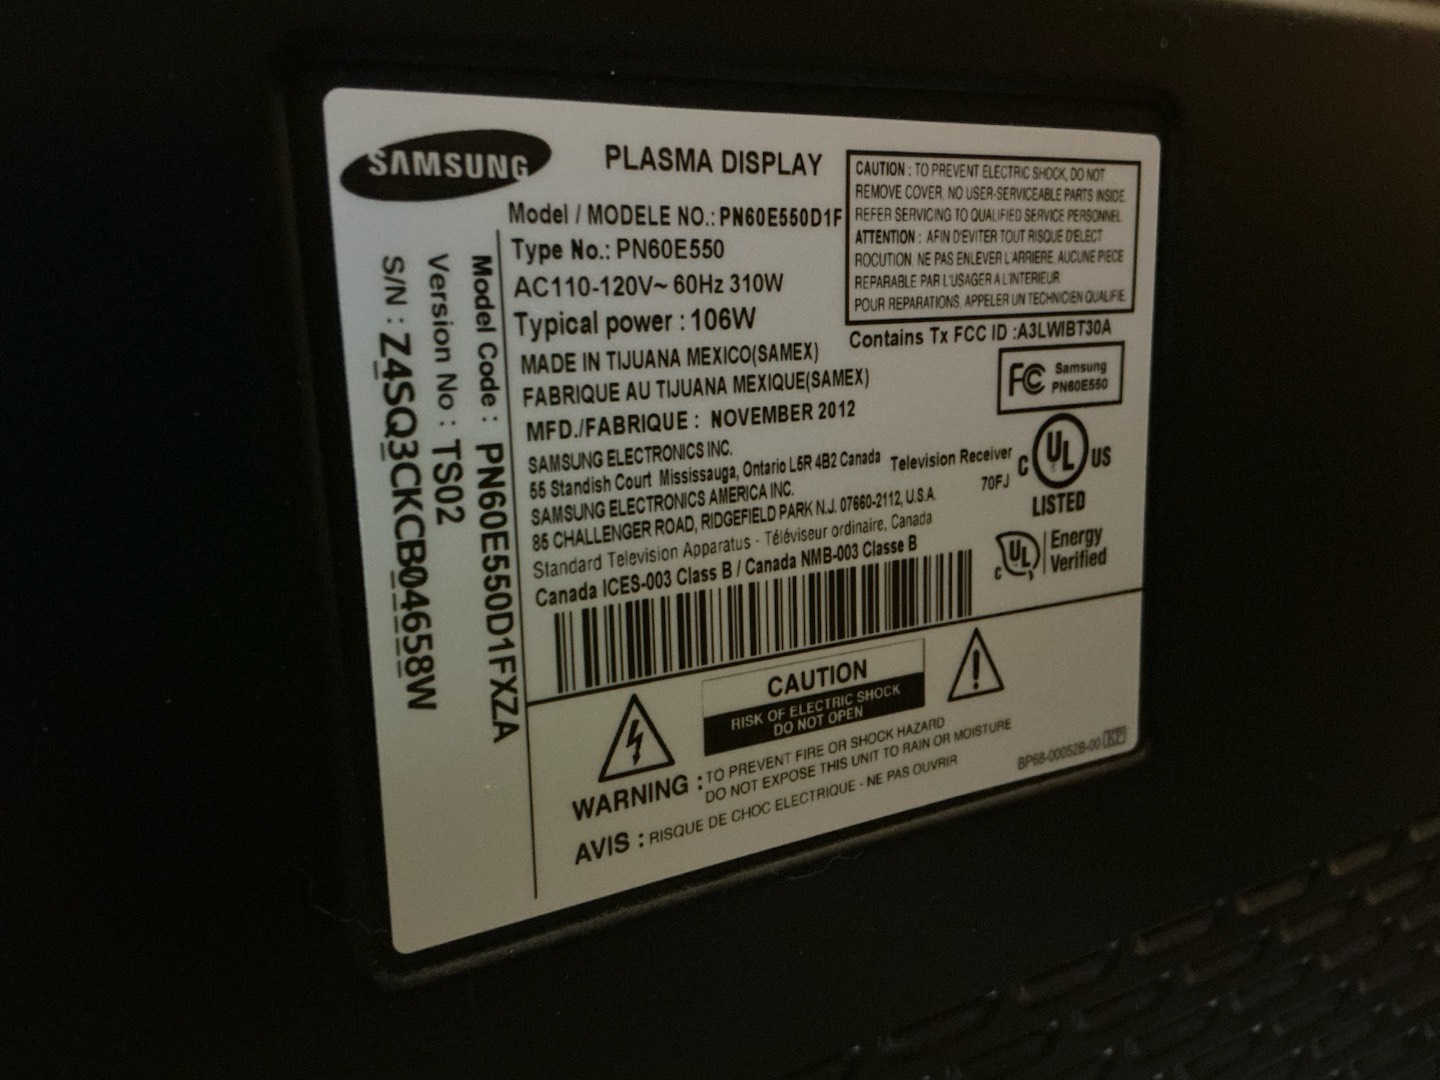 SAMSUNG
PLASMA DISPLAY
Model / MODELE NO.: PN60E550D1F
Type No.: PN60E550
AC110-120V~ 60Hz 310W
Typical power : 106W
MADE IN TIJUANA MEXICO(SAMEX)
FABRIQUE AU TIJUANA MEXIQUE(SAMEX)
MFD./FABRIQUE : NOVEMBER 2012
SAMSUNG ELECTRONICS INC.
55 Standish Court Mississauga, Ontario L5R 4B2 Canada
SAMSUNG ELECTRONICS AMERICA INC.
85 CHALLENGER ROAD, RIDGEFIELD PARK N.J. 07660-2112, U.S.A.
Standard Television Apparatus - Téléviseur ordinaire, Canada
Canada ICES-003 Class B / Canada NMB-003 Classe B
CAUTION : TO PREVENT ELECTRIC SHOCK, DO NOT
REMOVE COVER, NO USER-SERVICEABLE PARTS INSIDE.
REFER SERVICING TO QUALIFIED SERVICE PERSONNEL.
ATTENTION : AFIN D'EVITER TOUT RISQUE D'ELECT
ROCUTION, NE PAS ENLEVER L'ARRIERE, AUCUNE PIECE
REPARABLE PAR L'USAGER A L'INTERIEUR.
POUR REPARATIONS, APPELER UN TECHNICIEN QUALIFIE.
Contains Tx FCC ID :A3LWIBT30A
FC Samsung
PN60E550
Television Receiver
70FJ
C UL US
LISTED
C UL Energy
Verified
Model Code : PN60E550D1FXZA
Version No : TS02
S/N : Z4SQ3CKCB04658W
CAUTION
RISK OF ELECTRIC SHOCK
DO NOT OPEN
WARNING : TO PREVENT FIRE OR SHOCK HAZARD
DO NOT EXPOSE THIS UNIT TO RAIN OR MOISTURE
AVIS : RISQUE DE CHOC ELECTRIQUE - NE PAS OUVRIR
BP68-00052B-00